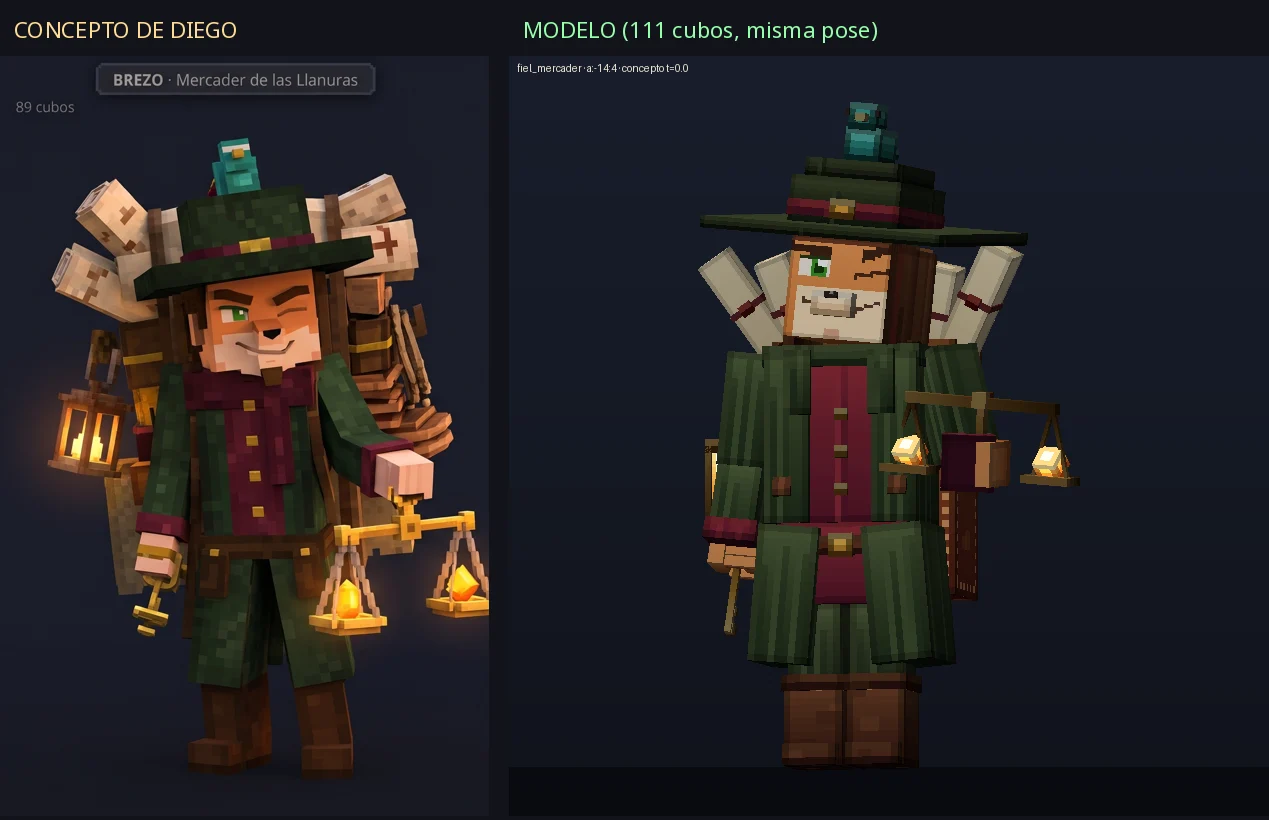 CONCEPTO DE DIEGO
MODELO (111 cubos, misma pose)
BREZO · Mercader de las Llanuras
fiel_mercader·a:-14:4·concepto t=0.0
89 cubos